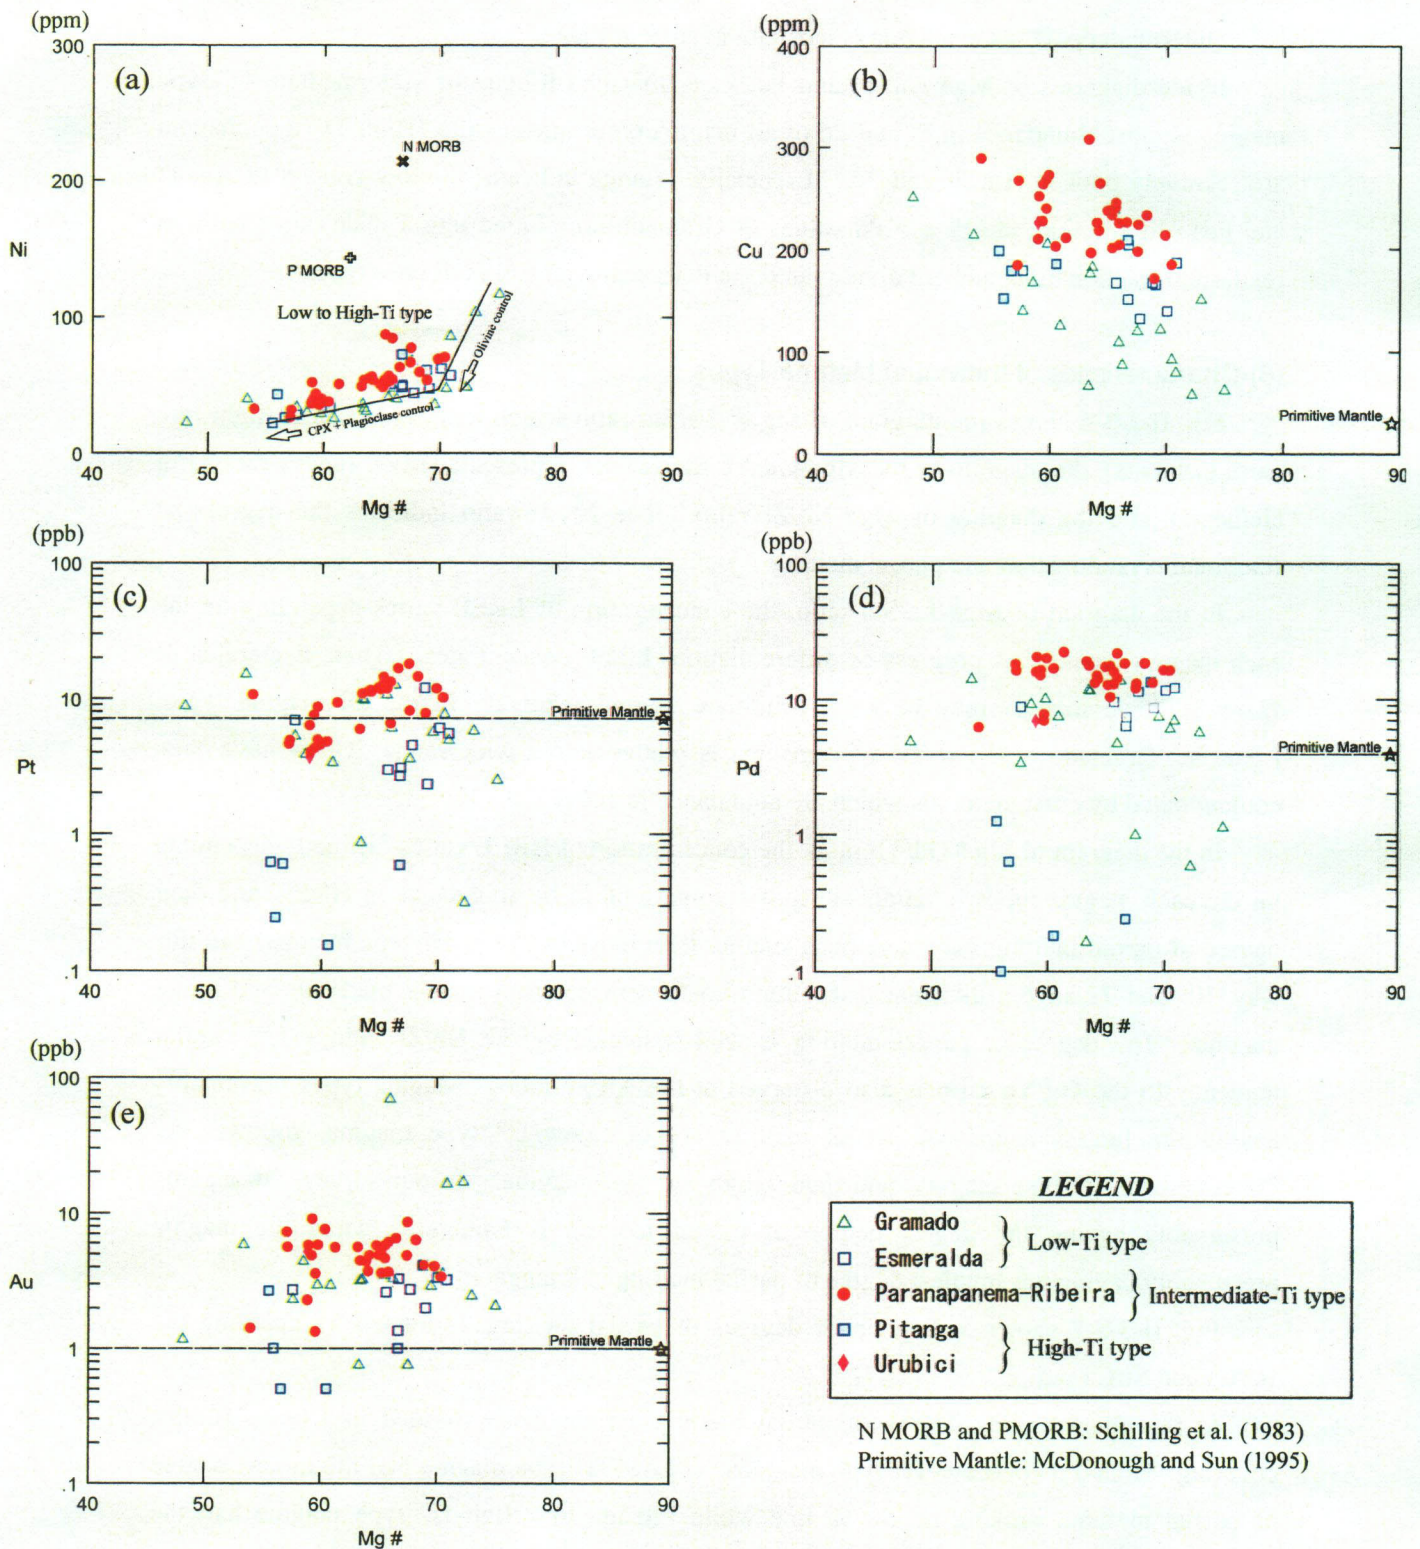 (ppm)
300
(a)
N MORB
200
Ni
P MORB
Low to High-Ti type
100
Olivine control
CPX + Plagioclase control
0
40 50 60 70 80 90
Mg #
(ppm)
400
(b)
300
200
Cu
100
Primitive Mantle
0
40 50 60 70 80 90
Mg #
(ppb)
100
(c)
10
Primitive Mantle
Pt
1
.1
40 50 60 70 80 90
Mg #
(ppb)
100
(d)
10
Primitive Mantle
Pd
1
.1
40 50 60 70 80 90
Mg #
(ppb)
100
(e)
10
Au
Primitive Mantle
1
.1
40 50 60 70 80 90
Mg #
LEGEND
Gramado
Esmeralda
Low-Ti type
Paranapanema-Ribeira
Intermediate-Ti type
Pitanga
Urubici
High-Ti type
N MORB and PMORB: Schilling et al. (1983)
Primitive Mantle: McDonough and Sun (1995)